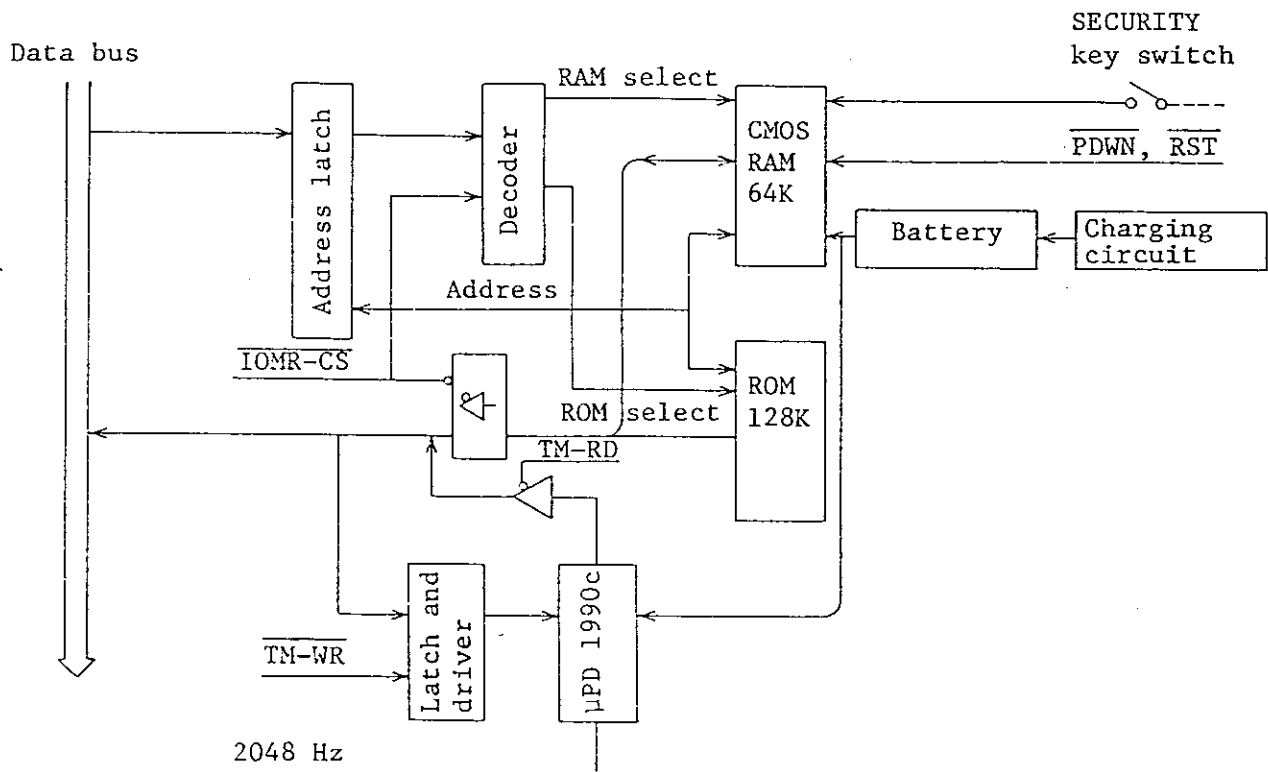 SECURITY
key switch
Data bus
RAM select
Address latch
Decoder
CMOS
RAM
64K
PDWN, RST
Battery
Charging
circuit
Address
IOMR-CS
ROM
128K
ROM select
TM-RD
Latch and
driver
μPD 1990c
TM-WR
2048 Hz